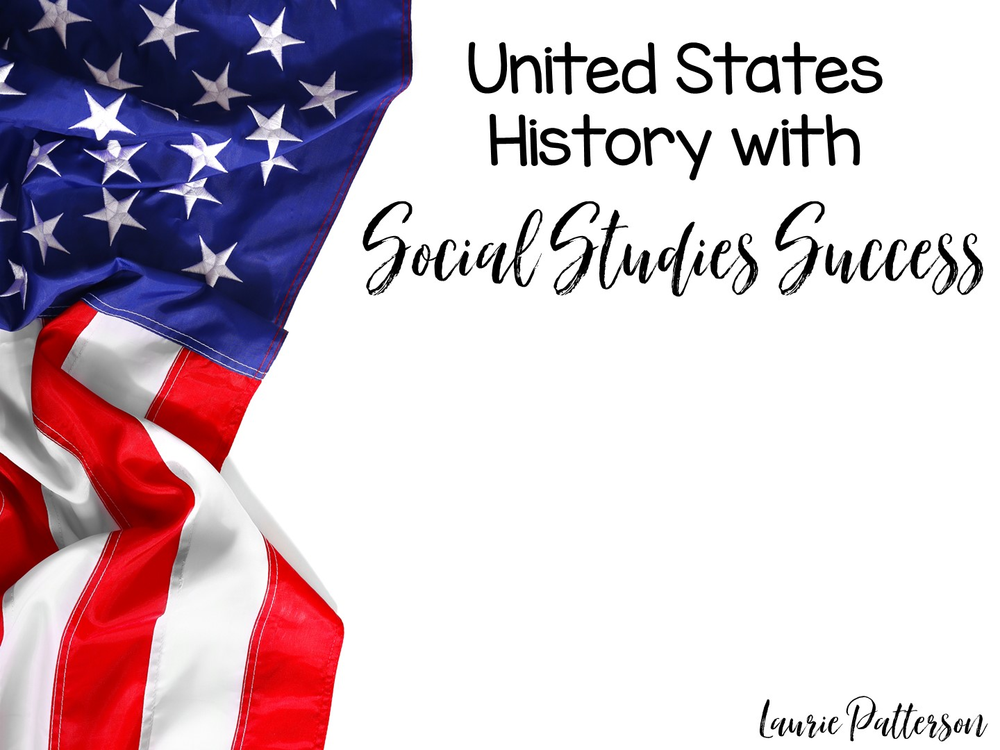 United States
History with
Social Studies Success
Laurie Patterson